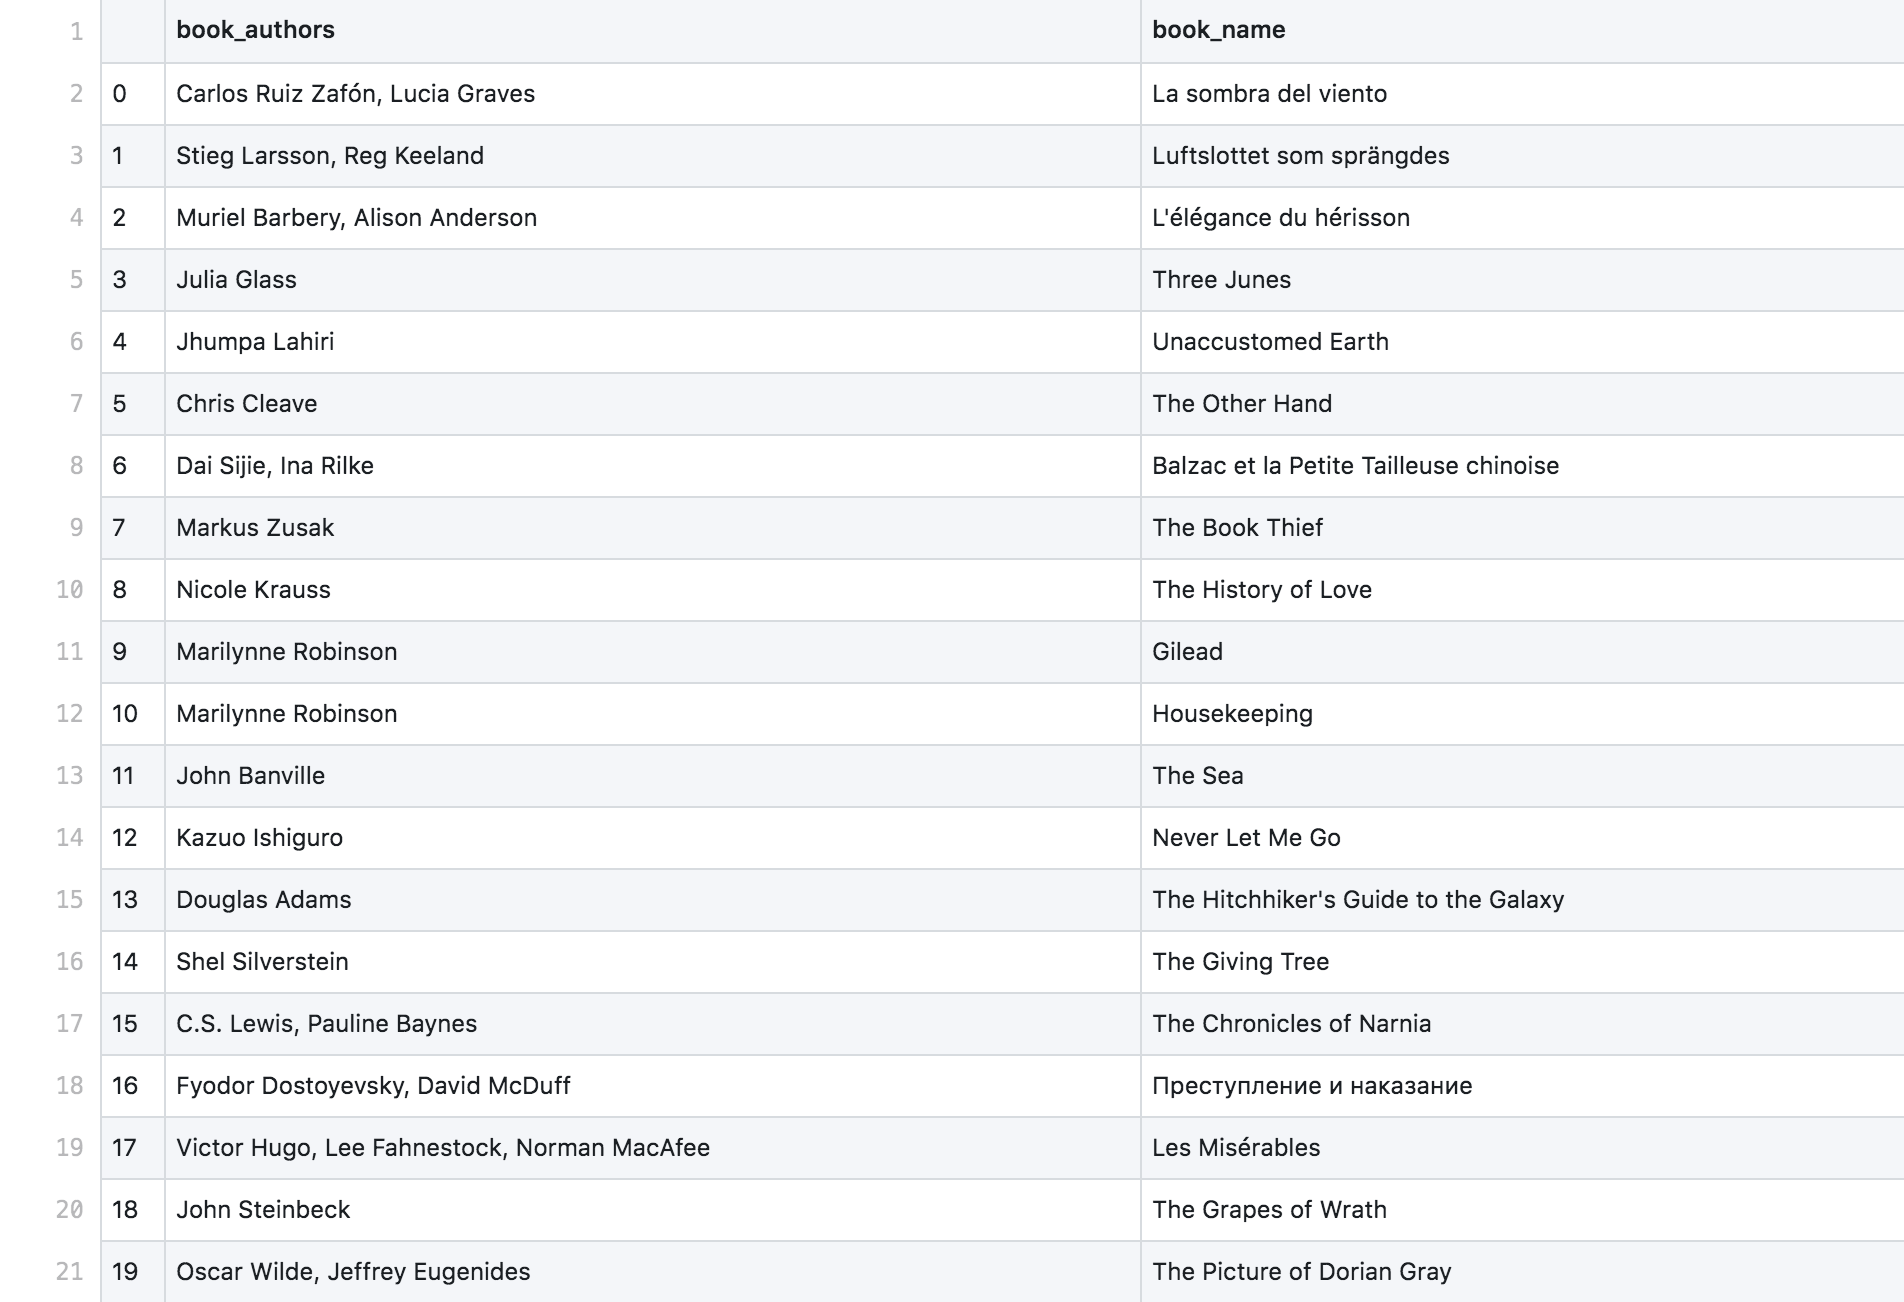 1 book_authors book_name
2 0 Carlos Ruiz Zafón, Lucia Graves La sombra del viento
3 1 Stieg Larsson, Reg Keeland Luftslottet som sprängdes
4 2 Muriel Barbery, Alison Anderson L'élégance du hérisson
5 3 Julia Glass Three Junes
6 4 Jhumpa Lahiri Unaccustomed Earth
7 5 Chris Cleave The Other Hand
8 6 Dai Sijie, Ina Rilke Balzac et la Petite Tailleuse chinoise
9 7 Markus Zusak The Book Thief
10 8 Nicole Krauss The History of Love
11 9 Marilynne Robinson Gilead
12 10 Marilynne Robinson Housekeeping
13 11 John Banville The Sea
14 12 Kazuo Ishiguro Never Let Me Go
15 13 Douglas Adams The Hitchhiker's Guide to the Galaxy
16 14 Shel Silverstein The Giving Tree
17 15 C.S. Lewis, Pauline Baynes The Chronicles of Narnia
18 16 Fyodor Dostoyevsky, David McDuff Преступление и наказание
19 17 Victor Hugo, Lee Fahnestock, Norman MacAfee Les Misérables
20 18 John Steinbeck The Grapes of Wrath
21 19 Oscar Wilde, Jeffrey Eugenides The Picture of Dorian Gray